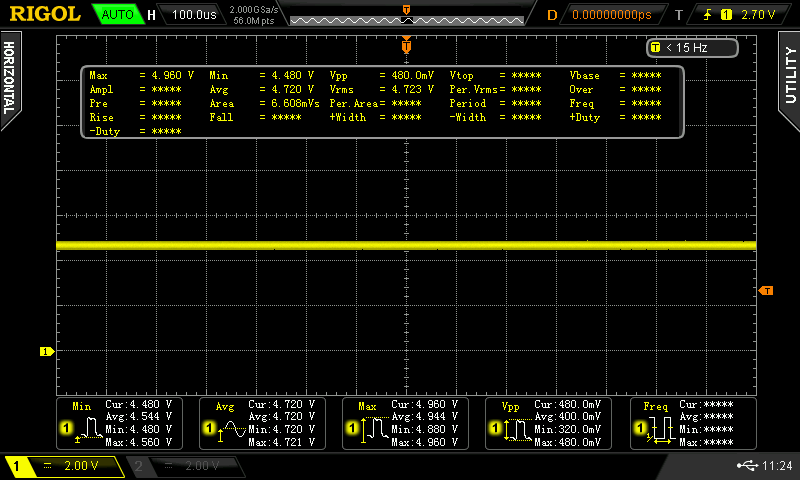 RIGOL AUTO H 100.0us 2.000GSa/s D 0.00000000ps T 1 2.70 V
56.0M pts
T
T
T < 15 Hz
HORIZONTAL
UTILITY
Max = 4.960 V Min = 4.480 V Vpp = 480.0mV Vtop = ***** Vbase = *****
Ampl = ***** Avg = 4.720 V Vrms = 4.723 V Per.Vrms= ***** Over = *****
Pre = ***** Area = 6.608mVs Per.Area= ***** Period = ***** Freq = *****
Rise = ***** Fall = ***** +Width = ***** -Width = ***** +Duty = *****
-Duty = *****
T
1
Min Cur:4.480 V
Avg:4.544 V
1 Min:4.480 V
Max:4.560 V
Avg Cur:4.720 V
Avg:4.720 V
1 Min:4.720 V
Max:4.721 V
Max Cur:4.960 V
Avg:4.944 V
1 Min:4.880 V
Max:4.960 V
Vpp Cur:480.0mV
Avg:400.0mV
1 Min:320.0mV
Max:480.0mV
Freq Cur:*****
Avg:*****
1 Min:*****
Max:*****
1 2.00 V 2 2.00 V 11:24